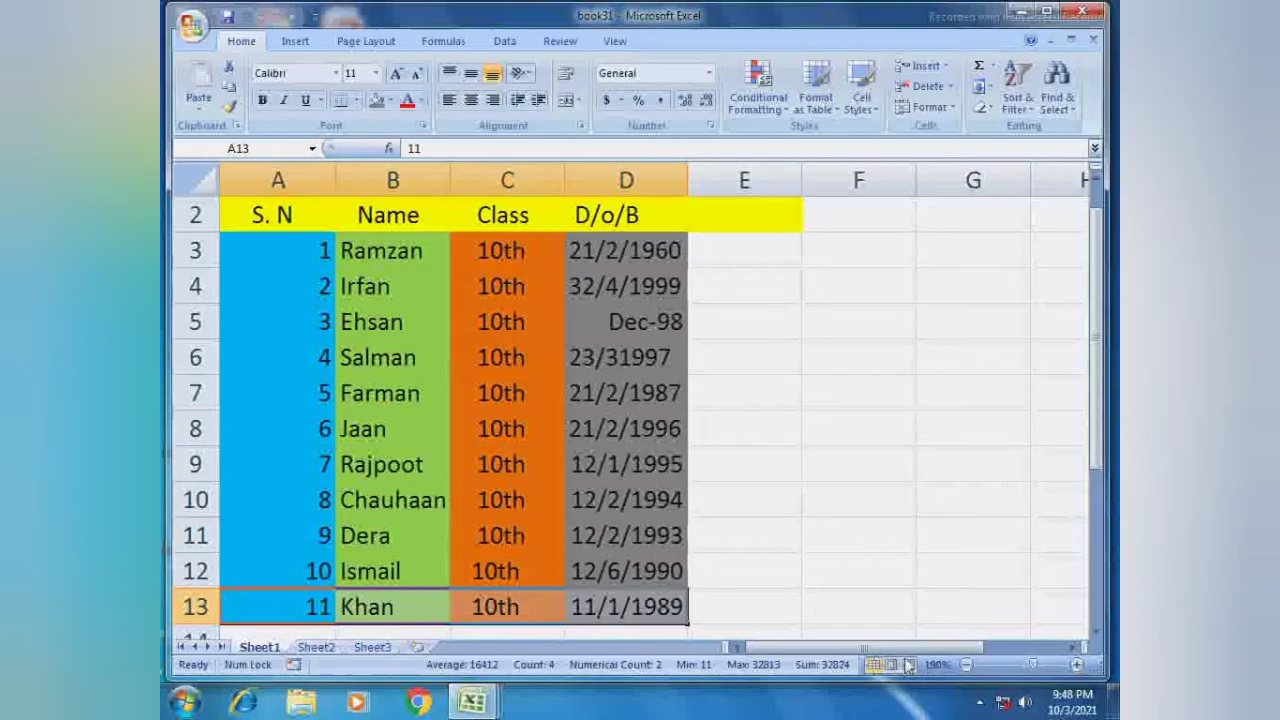 book31 - Microsoft Excel
Home Insert Page Layout Formulas Data Review View
Calibri 11 General
Paste
B I U $ % ,
Conditional Formatting Format as Table Cell Styles
Insert
Delete
Format
Σ
Sort & Filter Find & Select
Clipboard Font Alignment Number Styles Cells Editing
A13 fx 11
A B C D E F G H
2 S. N Name Class D/o/B
3 1 Ramzan 10th 21/2/1960
4 2 Irfan 10th 32/4/1999
5 3 Ehsan 10th Dec-98
6 4 Salman 10th 23/31997
7 5 Farman 10th 21/2/1987
8 6 Jaan 10th 21/2/1996
9 7 Rajpoot 10th 12/1/1995
10 8 Chauhaan 10th 12/2/1994
11 9 Dera 10th 12/2/1993
12 10 Ismail 10th 12/6/1990
13 11 Khan 10th 11/1/1989
Sheet1 Sheet2 Sheet3
Ready Num Lock Average: 16412 Count: 4 Numerical Count: 2 Min: 11 Max: 32813 Sum: 32824 190%
9:48 PM
10/3/2021